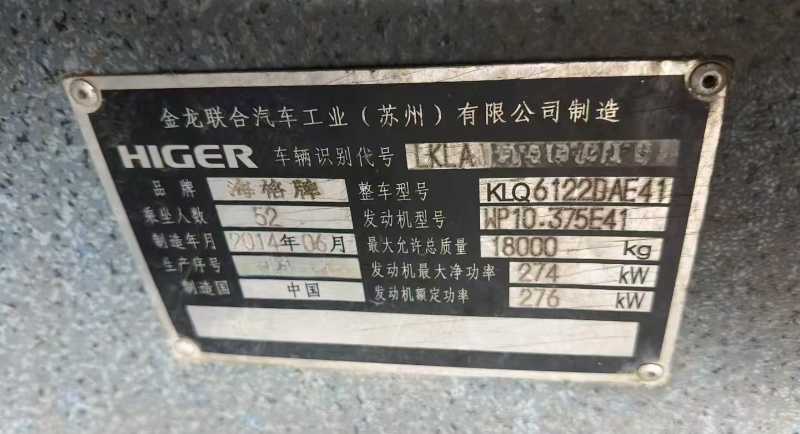 金龙联合汽车工业（苏州）有限公司制造
HIGER 车辆识别代号 LKLA1
品牌 海格牌 整车型号 KLQ6122DAE41
乘坐人数 52 发动机型号 WP10.375E41
制造年月 2014年06月 最大允许总质量 18000 kg
生产序号 发动机最大净功率 274 kW
制造国 中国 发动机额定功率 276 kW